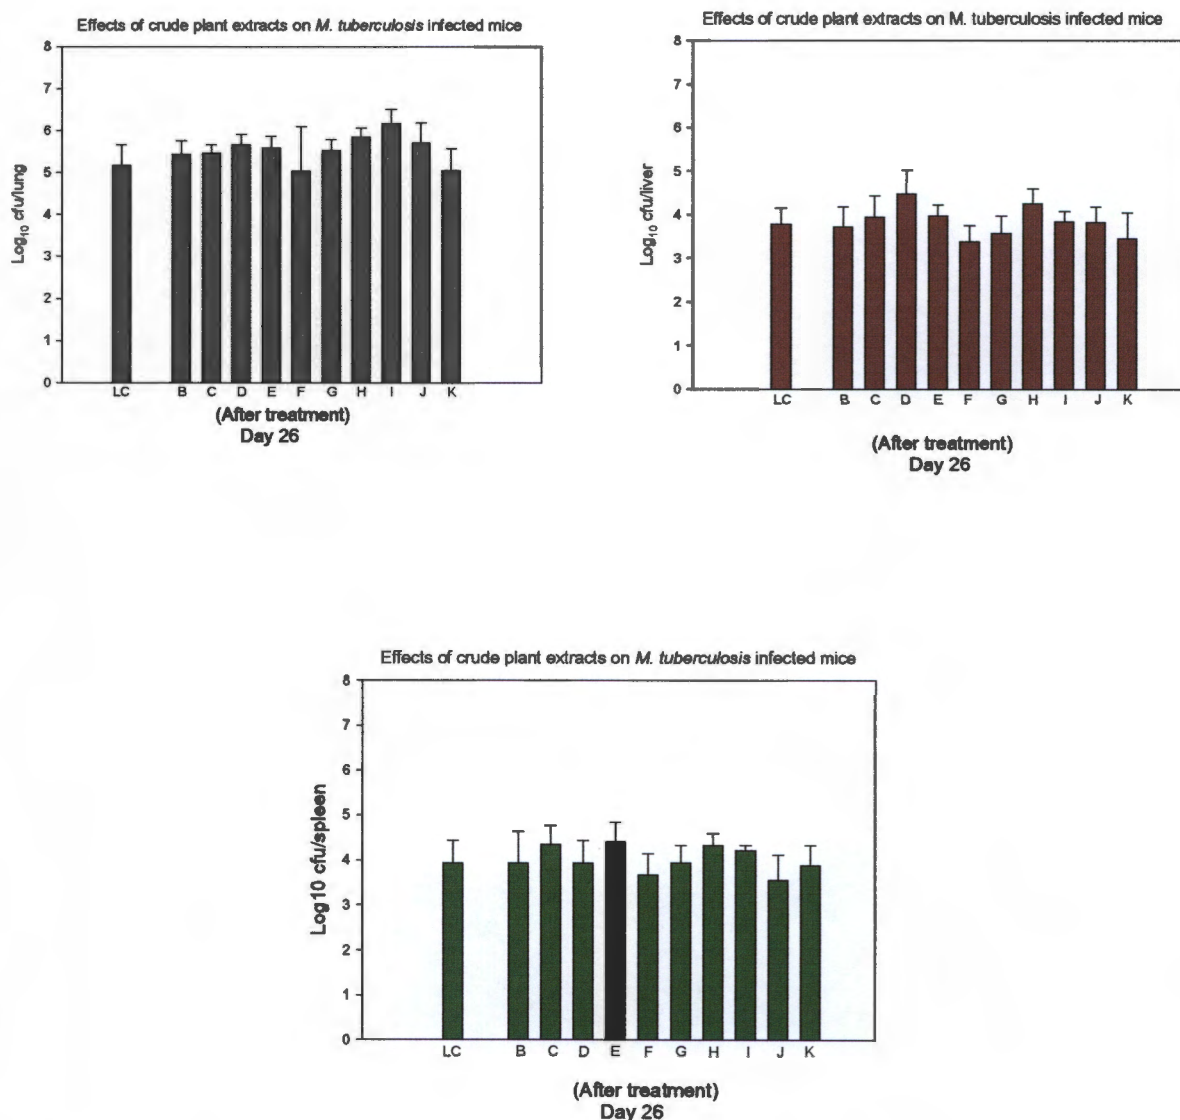 Effects of crude plant extracts on M. tuberculosis infected mice
8
7
6
5
4
3
2
1
0
Log10 cfu/lung
LC B C D E F G H I J K
(After treatment)
Day 26
Effects of crude plant extracts on M. tuberculosis infected mice
8
7
6
5
4
3
2
1
0
Log10 cfu/liver
LC B C D E F G H I J K
(After treatment)
Day 26
Effects of crude plant extracts on M. tuberculosis infected mice
8
7
6
5
4
3
2
1
0
Log10 cfu/spleen
LC B C D E F G H I J K
(After treatment)
Day 26